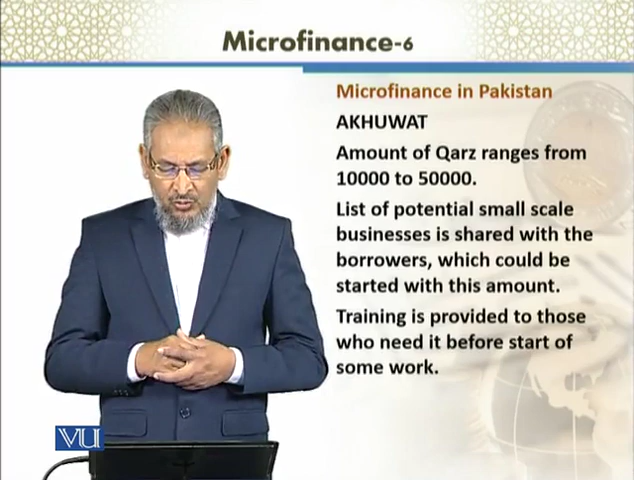 Microfinance-6
Microfinance in Pakistan
AKHUWAT
Amount of Qarz ranges from
10000 to 50000.
List of potential small scale
businesses is shared with the
borrowers, which could be
started with this amount.
Training is provided to those
who need it before start of
some work.
VU